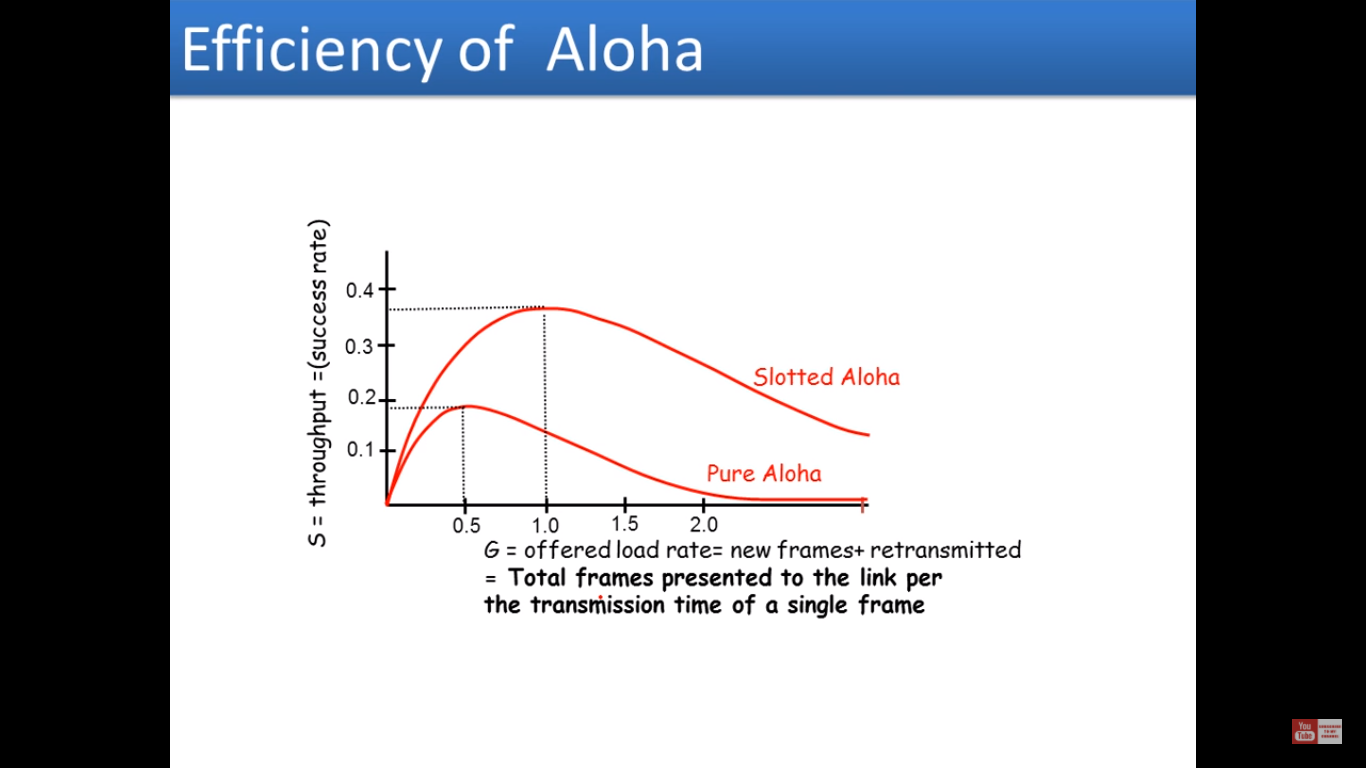 Efficiency of Aloha
S = throughput =(success rate)
0.4
0.3
0.2
0.1
Slotted Aloha
Pure Aloha
0.5
1.0
1.5
2.0
G = offered load rate= new frames+ retransmitted
= Total frames presented to the link per
the transmission time of a single frame
You
Tube